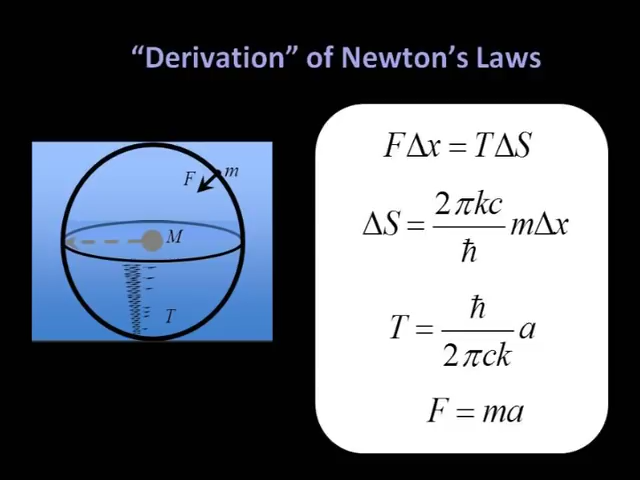 “Derivation” of Newton’s Laws
F m
M
T
FΔx = TΔS
ΔS = 2πkc/ℏ mΔx
T = ℏ/2πck a
F = ma